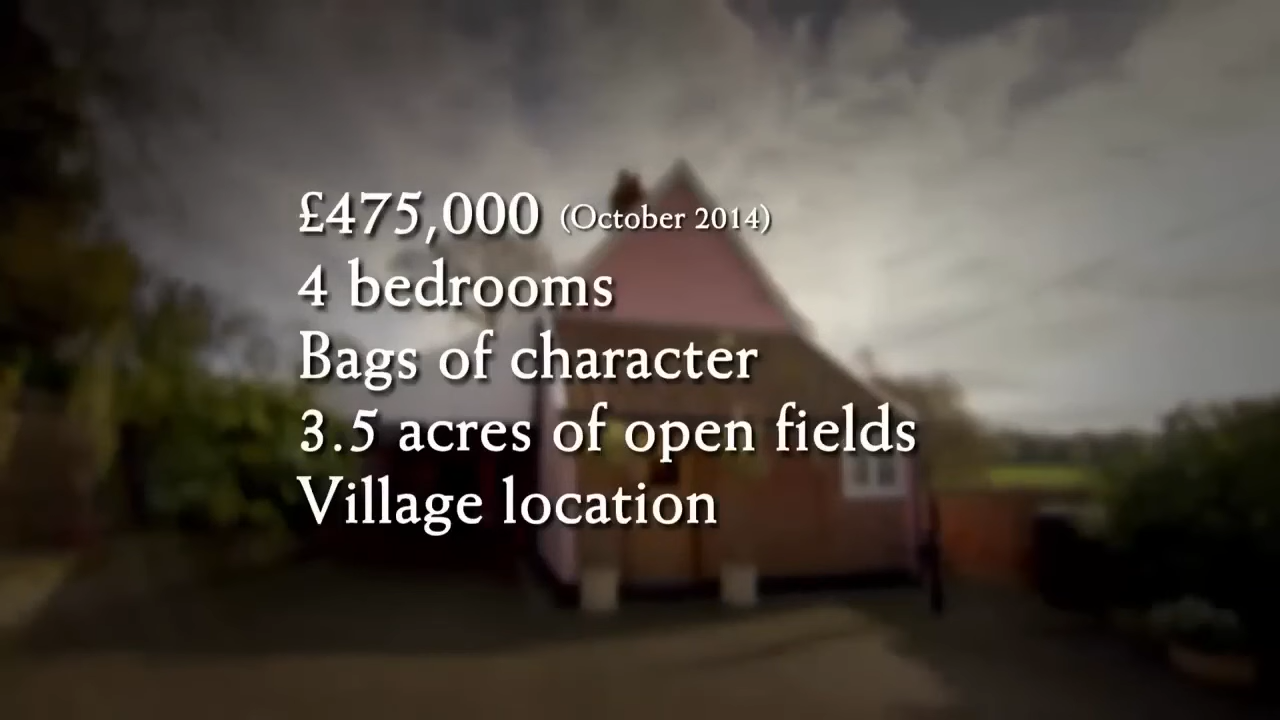 £475,000 (October 2014)
4 bedrooms
Bags of character
3.5 acres of open fields
Village location